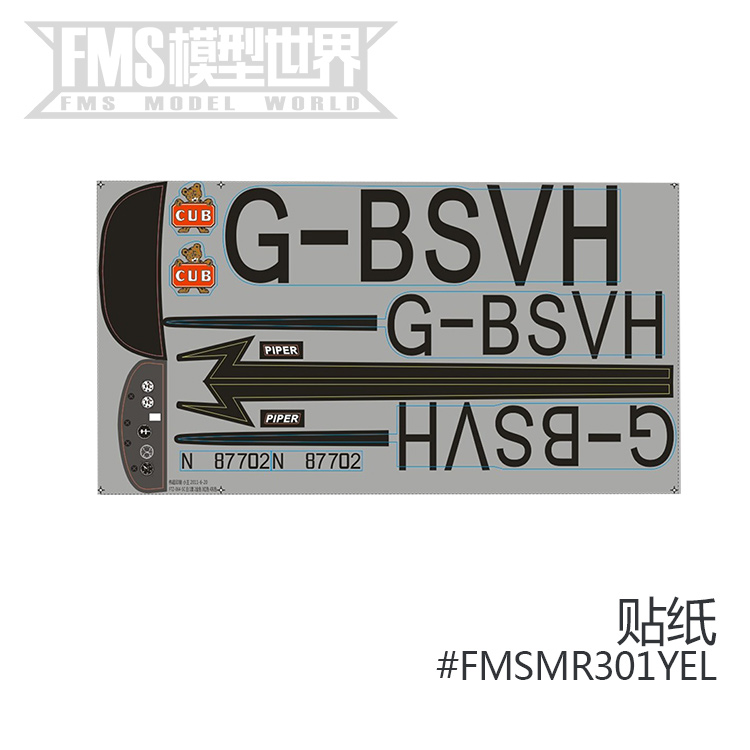 FMS模型世界
FMS MODEL WORLD
CUB
G-BSVH
CUB
G-BSVH
PIPER
PIPER
G-BSVH
N 87702 N 87702
贴纸
#FMSMR301YEL